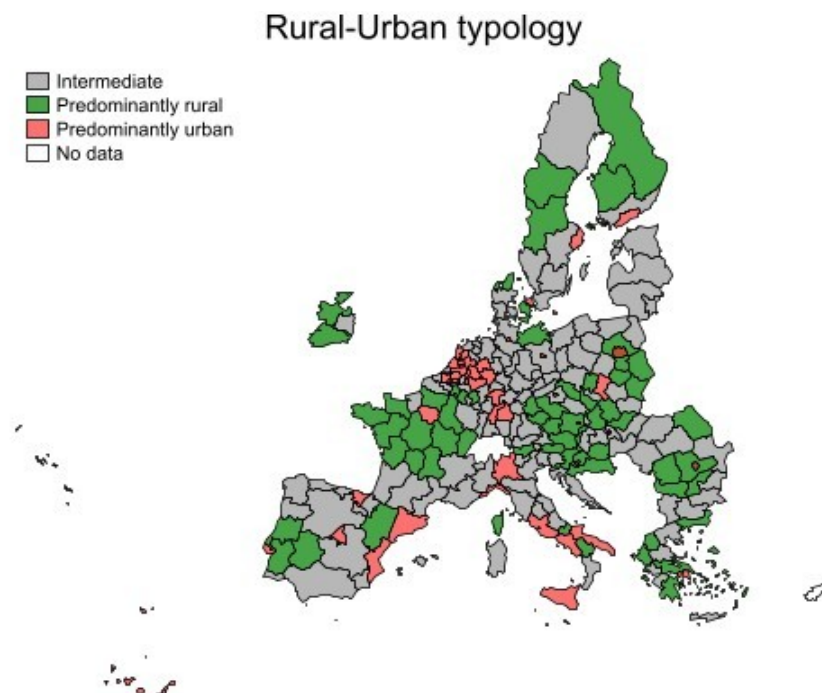 Rural-Urban typology
Intermediate
Predominantly rural
Predominantly urban
No data